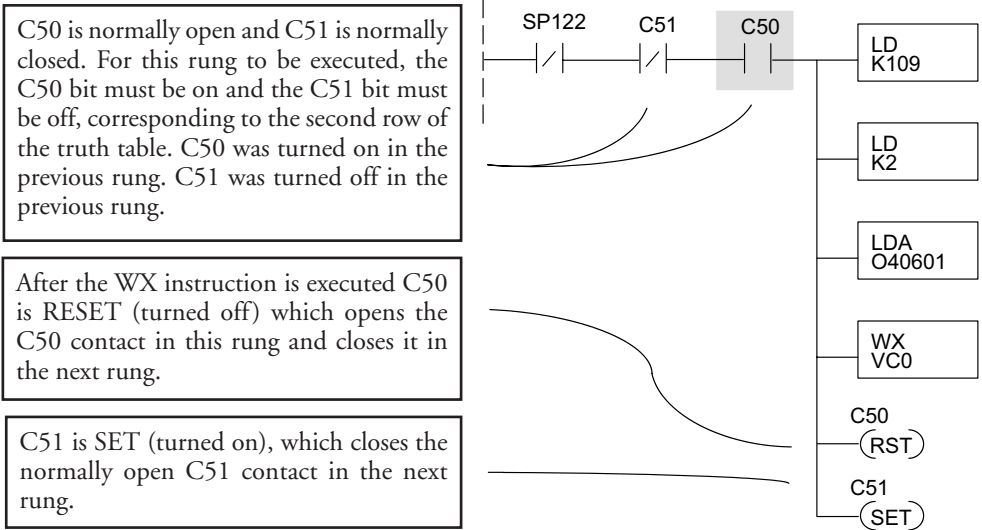 C50 is normally open and C51 is normally
closed. For this rung to be executed, the
C50 bit must be on and the C51 bit must
be off, corresponding to the second row of
the truth table. C50 was turned on in the
previous rung. C51 was turned off in the
previous rung.
After the WX instruction is executed C50
is RESET (turned off) which opens the
C50 contact in this rung and closes it in
the next rung.
C51 is SET (turned on), which closes the
normally open C51 contact in the next
rung.
SP122 C51 C50
LD
K109
LD
K2
LDA
O40601
WX
VC0
C50
RST
C51
SET